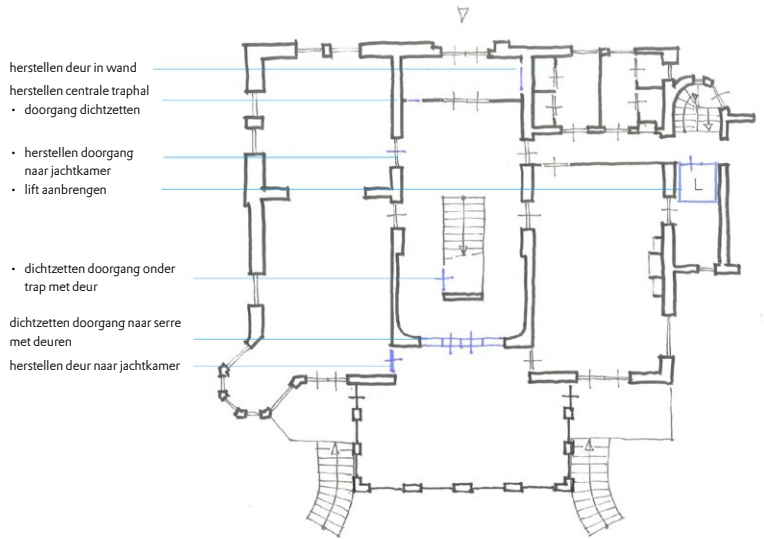 herstellen deur in wand
herstellen centrale traphal
• doorgang dichtzetten
• herstellen doorgang
naar jachtkamer
• lift aanbrengen
L
• dichtzetten doorgang onder
trap met deur
dichtzetten doorgang naar serre
met deuren
herstellen deur naar jachtkamer